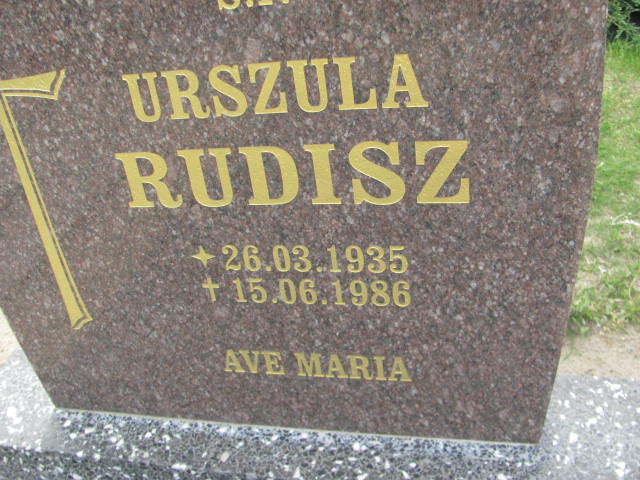 URSZULA
RUDISZ
✦ 26.03.1935
† 15.06.1986
AVE MARIA